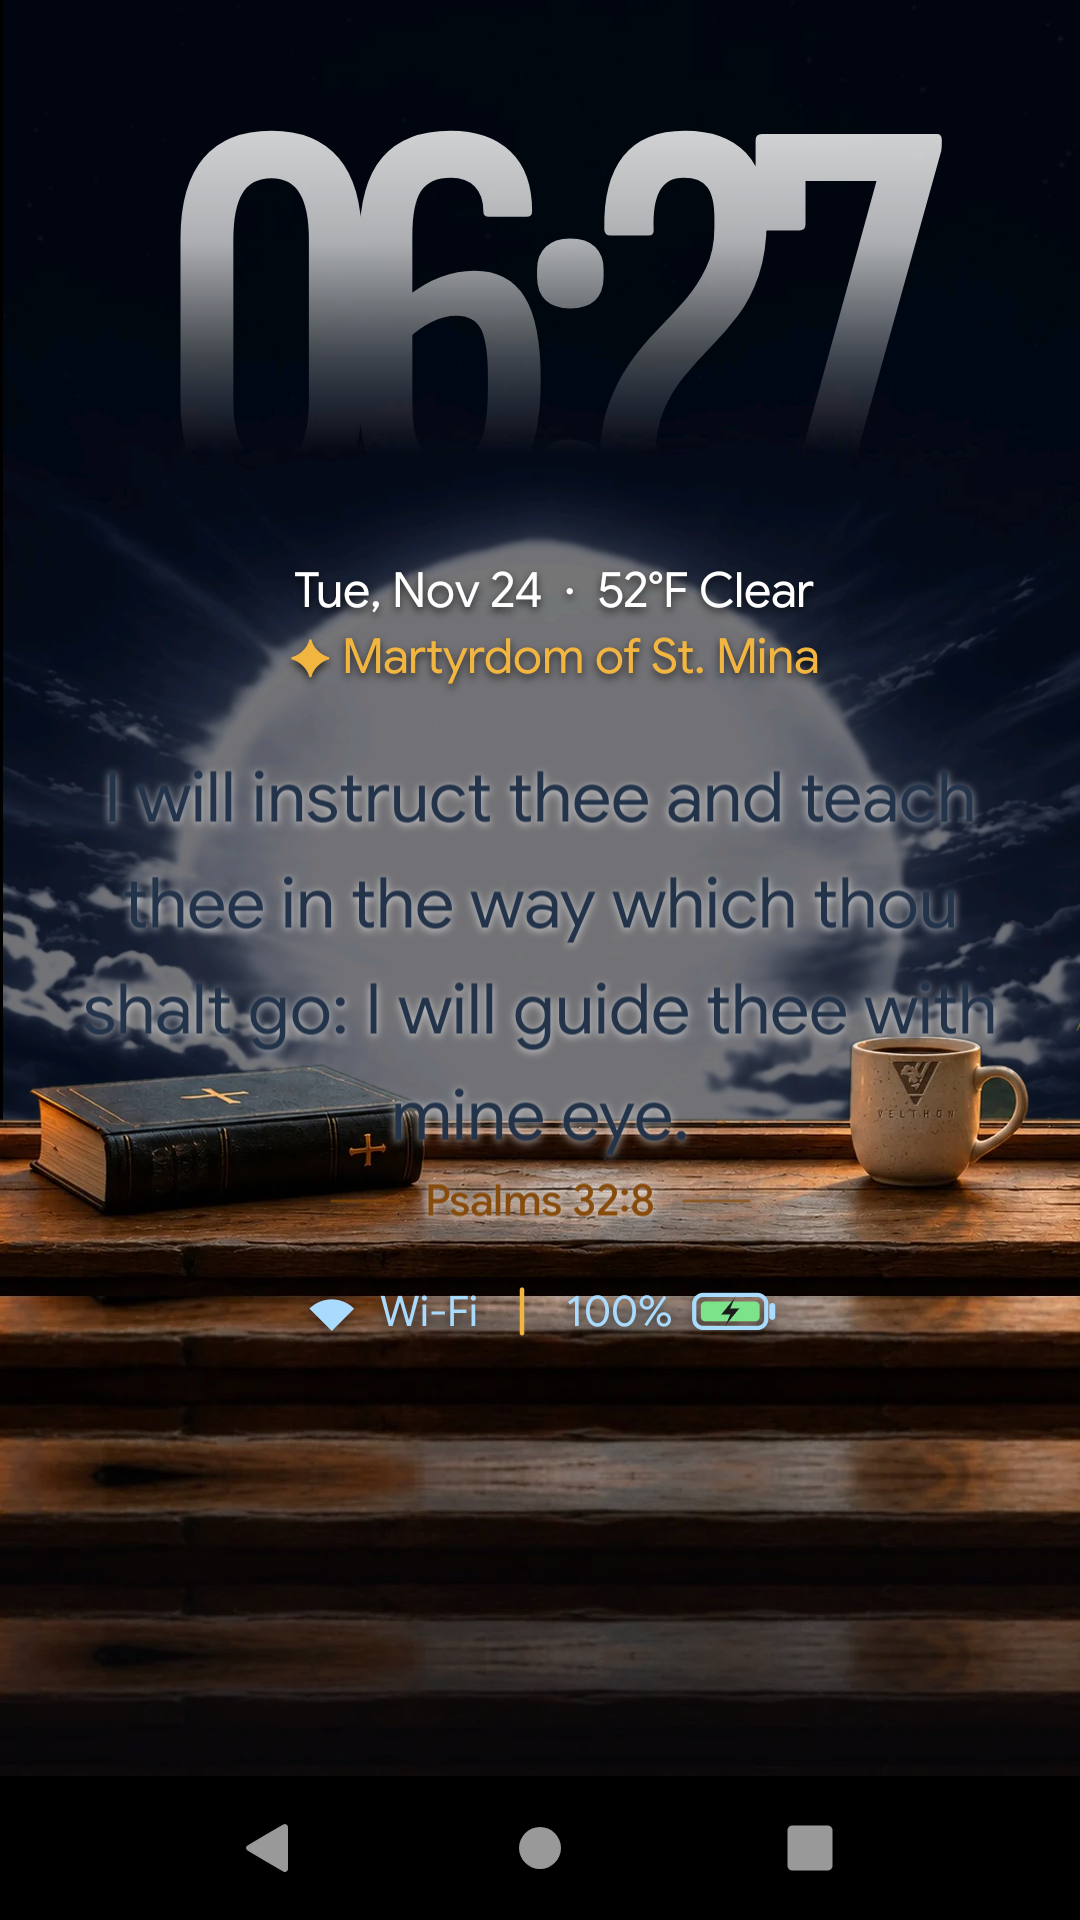 06:27
Tue, Nov 24 · 52°F Clear
Martyrdom of St. Mina
I will instruct thee and teach
thee in the way which thou
shalt go: I will guide thee with
mine eye.
VELTHON
Psalms 32:8
Wi-Fi | 100%